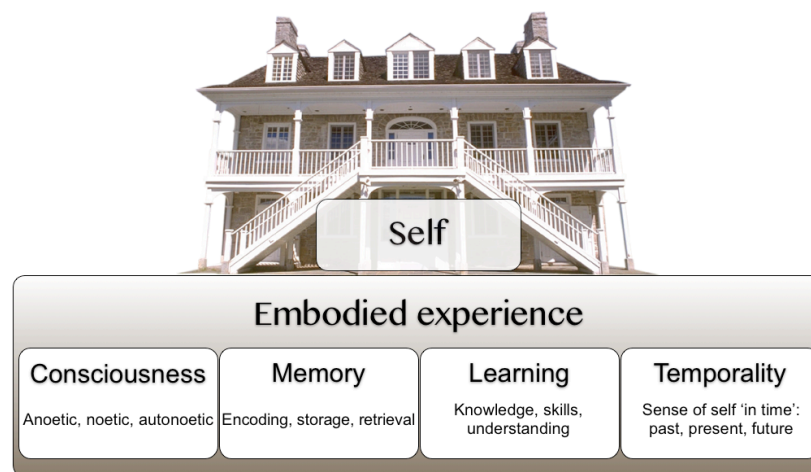 Self
Embodied experience
Consciousness
Anoetic, noetic, autonoetic
Memory
Encoding, storage, retrieval
Learning
Knowledge, skills,
understanding
Temporality
Sense of self ‘in time’:
past, present, future